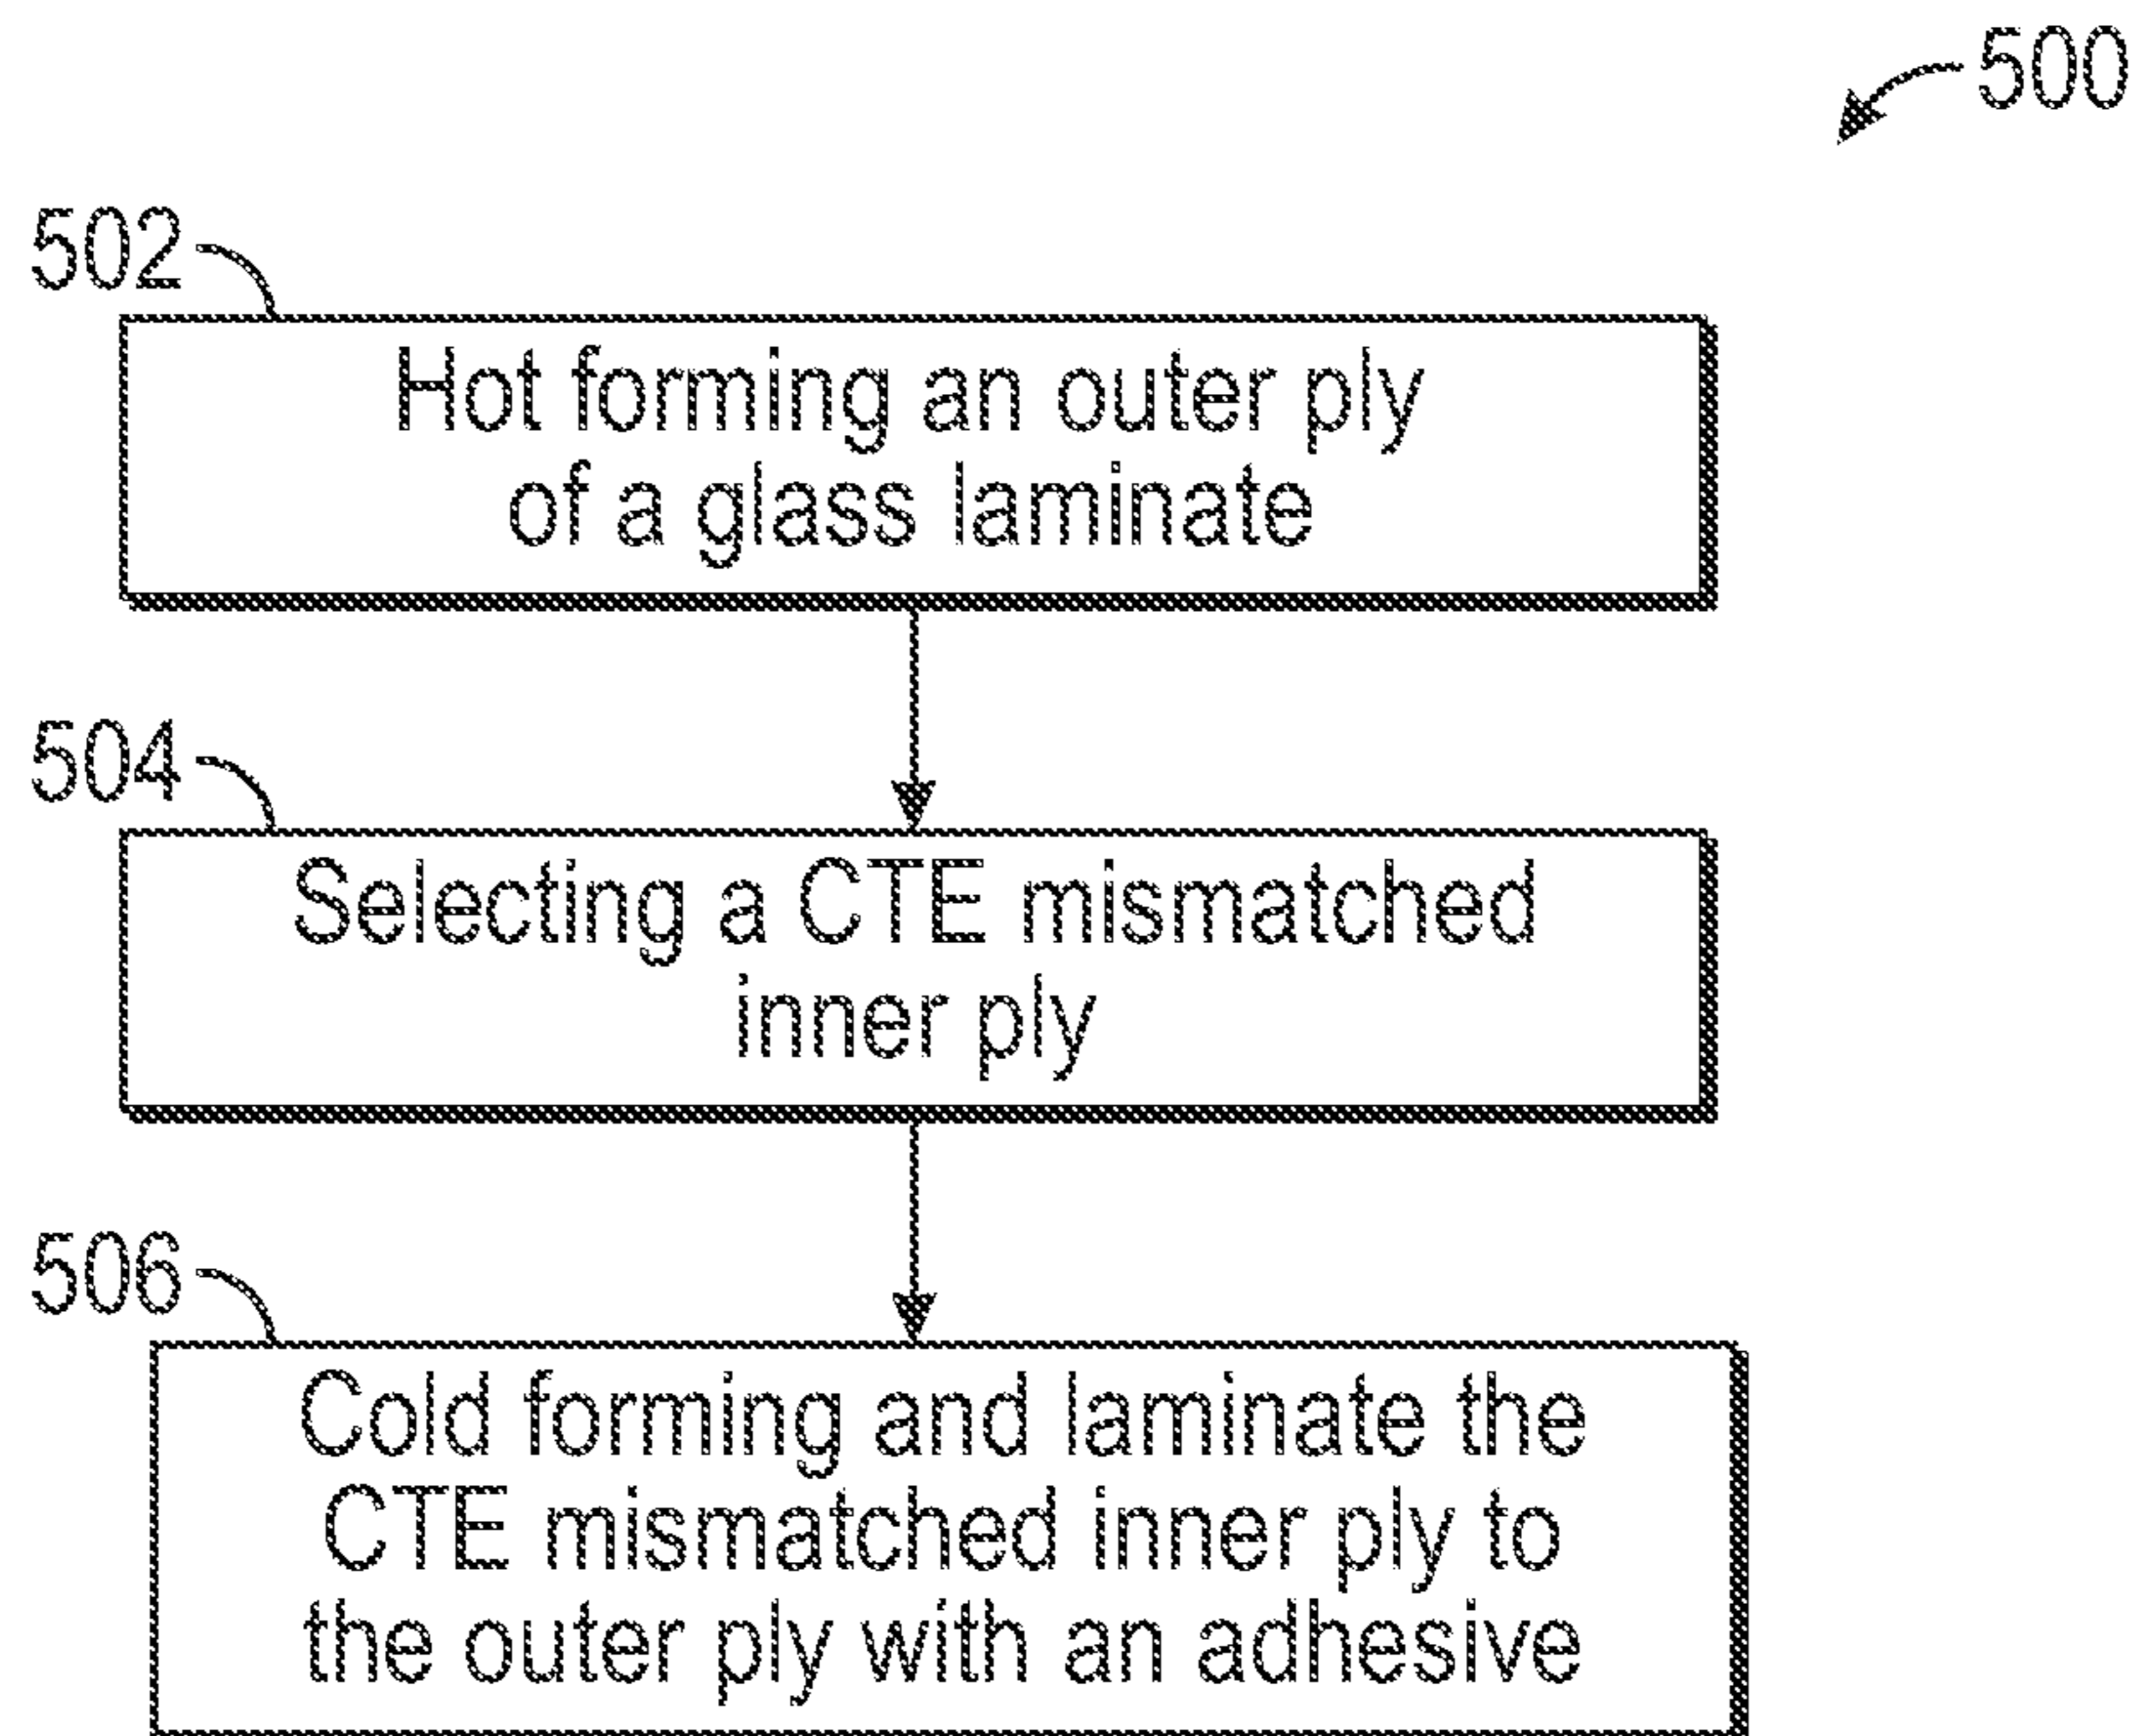 500
502
Hot forming an outer ply
of a glass laminate
504
Selecting a CTE mismatched
inner ply
506
Cold forming and laminate the
CTE mismatched inner ply to
the outer ply with an adhesive